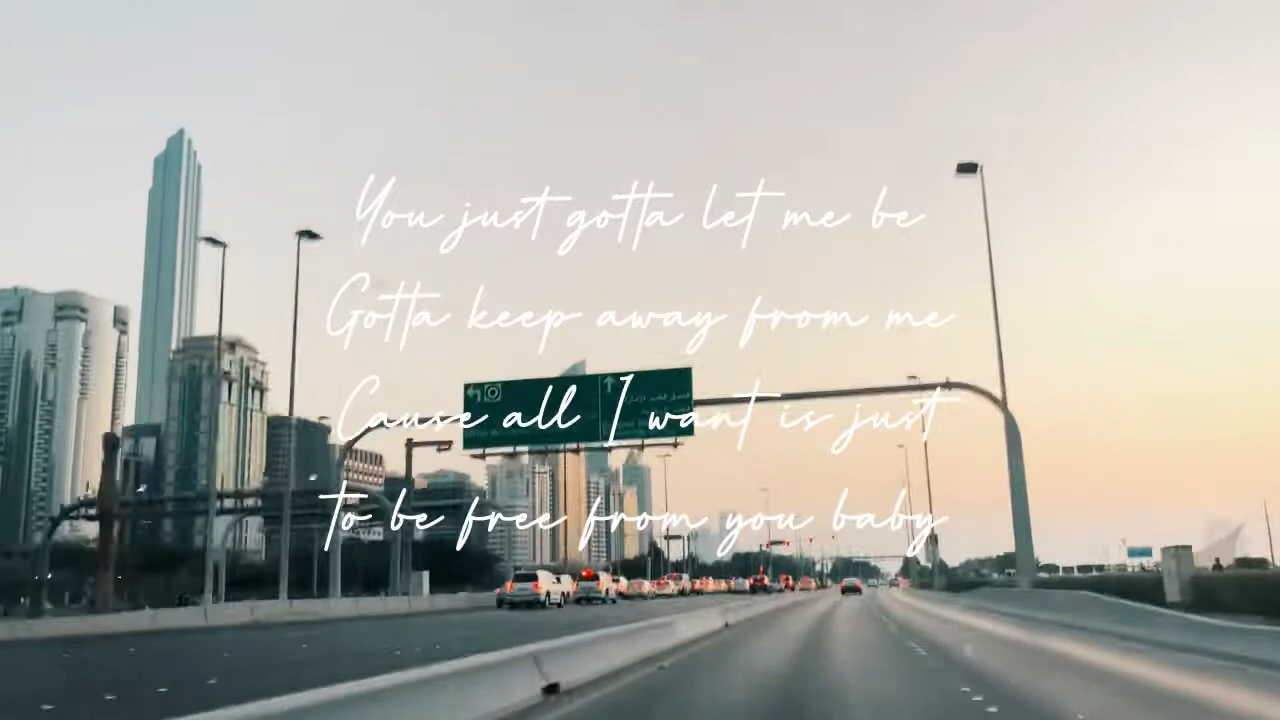 You just gotta let me be
Gotta keep away from me
Cause all I want is just
to be free from you baby